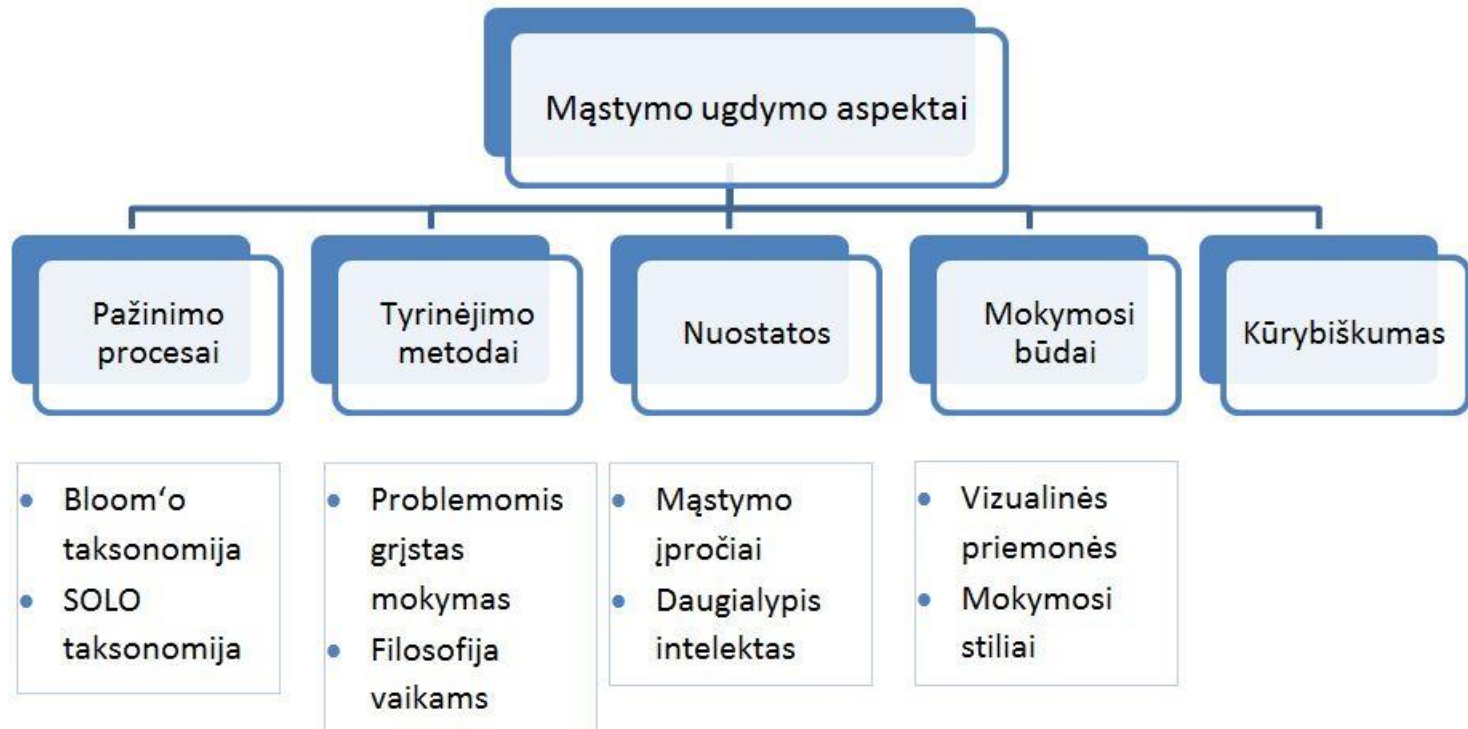 Mąstymo ugdymo aspektai
Pažinimo
procesai
Tyrinėjimo
metodai
Nuostatos
Mokymosi
būdai
Kūrybiškumas
• Bloom‘o
taksonomija
• SOLO
taksonomija
• Problemomis
grįstas
mokymas
• Filosofija
vaikams
• Mąstymo
įpročiai
• Daugialypis
intelektas
• Vizualinės
priemonės
• Mokymosi
stiliai